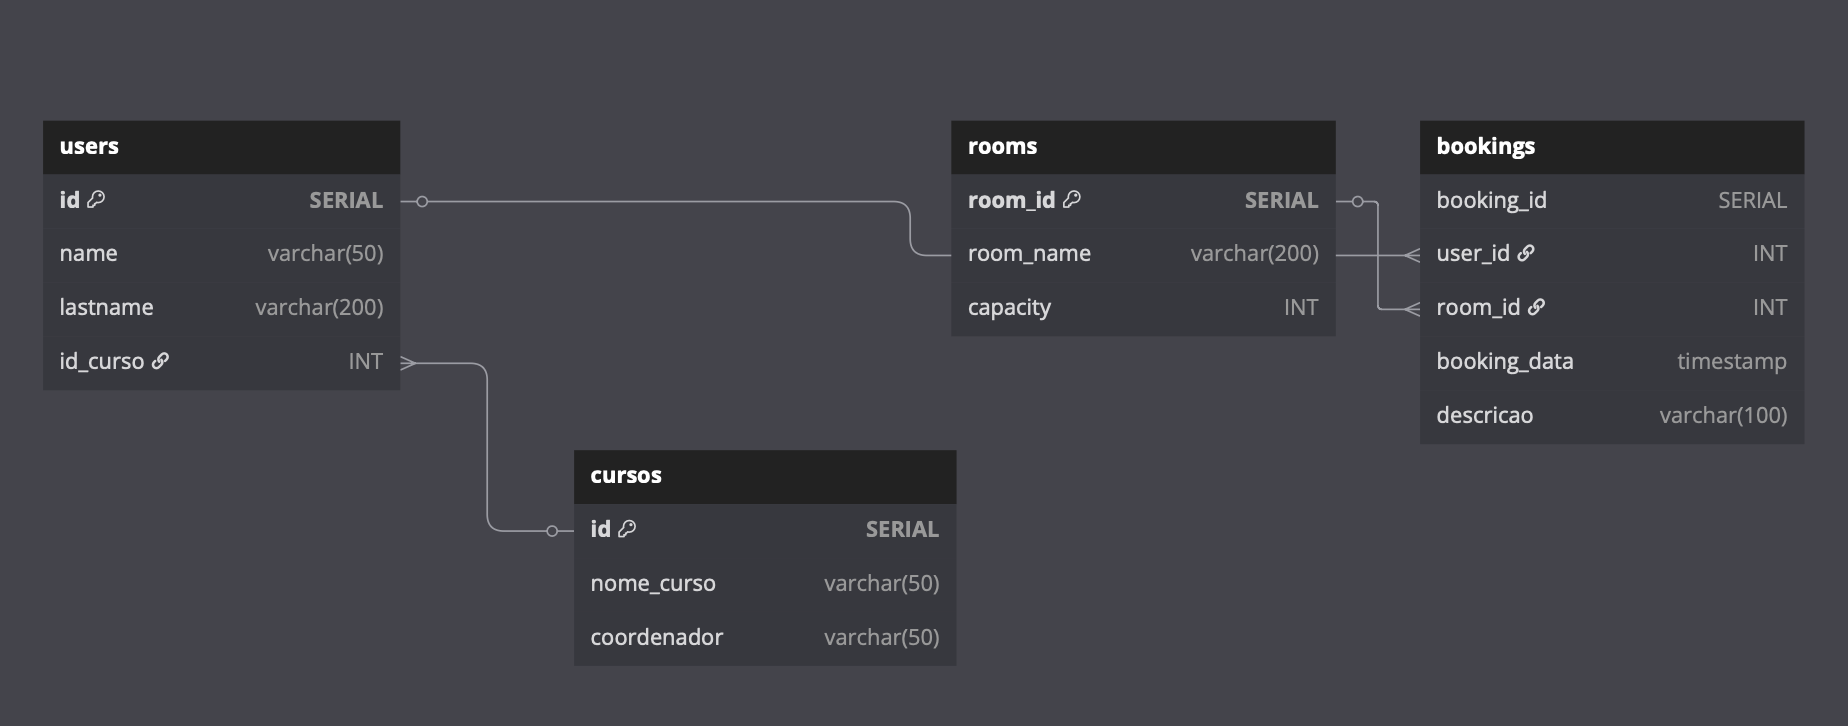 users
id SERIAL
name varchar(50)
lastname varchar(200)
id_curso INT
rooms
room_id SERIAL
room_name varchar(200)
capacity INT
bookings
booking_id SERIAL
user_id INT
room_id INT
booking_data timestamp
descricao varchar(100)
cursos
id SERIAL
nome_curso varchar(50)
coordenador varchar(50)